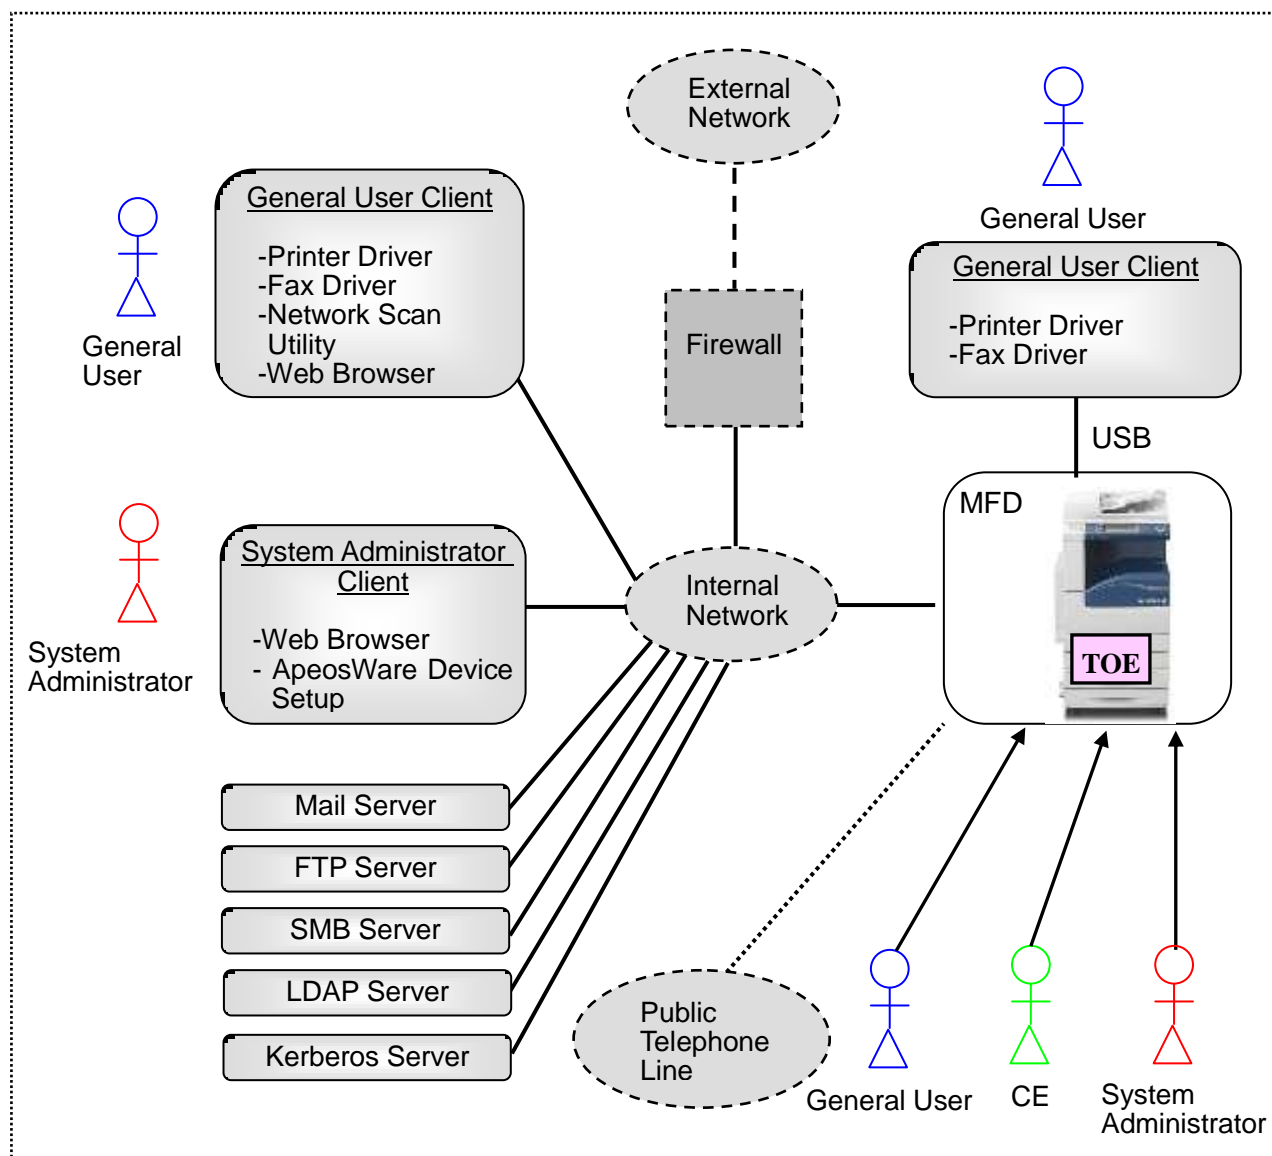 External
Network
General User
General User Client
-Printer Driver
-Fax Driver
-Network Scan
Utility
-Web Browser
General
User
Firewall
General User Client
-Printer Driver
-Fax Driver
USB
MFD
TOE
System Administrator
Client
-Web Browser
- ApeosWare Device
Setup
System
Administrator
Internal
Network
Mail Server
FTP Server
SMB Server
LDAP Server
Kerberos Server
Public
Telephone
Line
General User
CE
System
Administrator